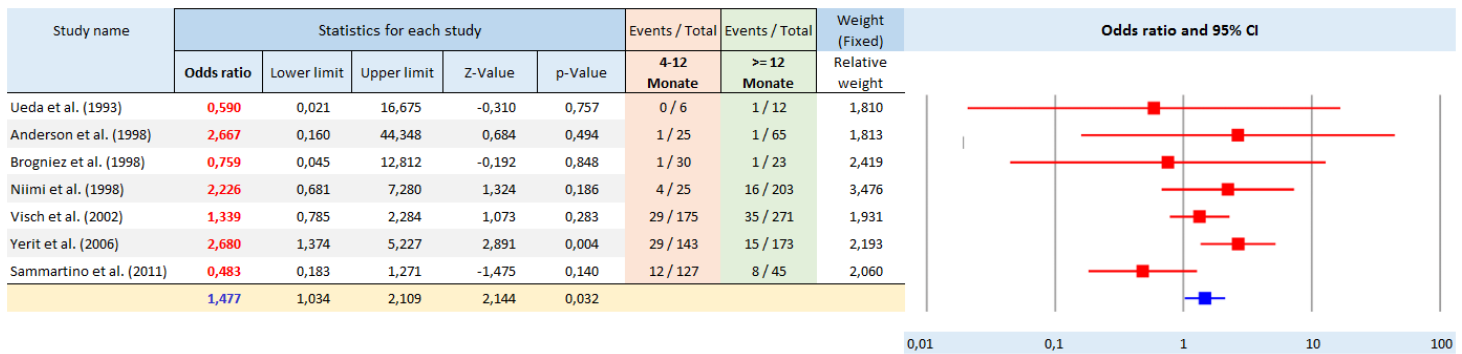 Study name Statistics for each study Events / Total Events / Total Weight (Fixed) Odds ratio and 95% CI
Odds ratio Lower limit Upper limit Z-Value p-Value 4-12 Monate >= 12 Monate Relative weight
Ueda et al. (1993) 0,590 0,021 16,675 -0,310 0,757 0 / 6 1 / 12 1,810
Anderson et al. (1998) 2,667 0,160 44,348 0,684 0,494 1 / 25 1 / 65 1,813
Brogniez et al. (1998) 0,759 0,045 12,812 -0,192 0,848 1 / 30 1 / 23 2,419
Niimi et al. (1998) 2,226 0,681 7,280 1,324 0,186 4 / 25 16 / 203 3,476
Visch et al. (2002) 1,339 0,785 2,284 1,073 0,283 29 / 175 35 / 271 1,931
Yerit et al. (2006) 2,680 1,374 5,227 2,891 0,004 29 / 143 15 / 173 2,193
Sammartino et al. (2011) 0,483 0,183 1,271 -1,475 0,140 12 / 127 8 / 45 2,060
1,477 1,034 2,109 2,144 0,032
0,01 0,1 1 10 100